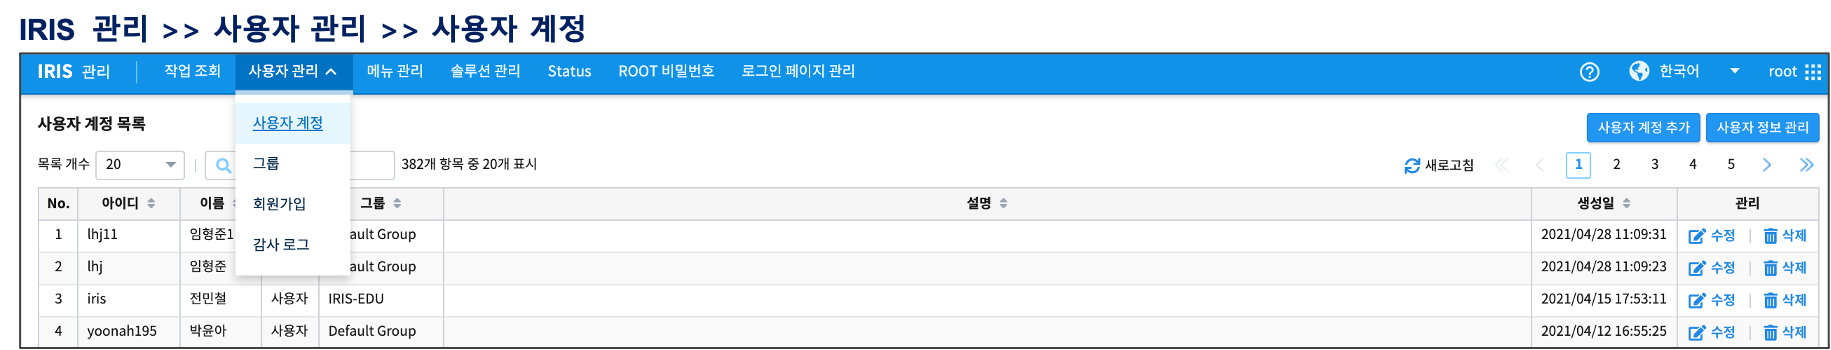 IRIS 관리 >> 사용자 관리 >> 사용자 계정
IRIS 관리 작업 조회 사용자 관리 메뉴 관리 솔루션 관리 Status ROOT 비밀번호 로그인 페이지 관리 한국어 root
사용자 계정 목록 사용자 계정 추가 사용자 정보 관리
사용자 계정
그룹
회원가입
감사 로그
목록 개수 20 382개 항목 중 20개 표시 새로고침 1 2 3 4 5
No. 아이디 이름 그룹 설명 생성일 관리
1 lhj11 임형준1 ault Group 2021/04/28 11:09:31 수정 | 삭제
2 lhj 임형준 ault Group 2021/04/28 11:09:23 수정 | 삭제
3 iris 전민철 사용자 IRIS-EDU 2021/04/15 17:53:11 수정 | 삭제
4 yoonah195 박윤아 사용자 Default Group 2021/04/12 16:55:25 수정 | 삭제